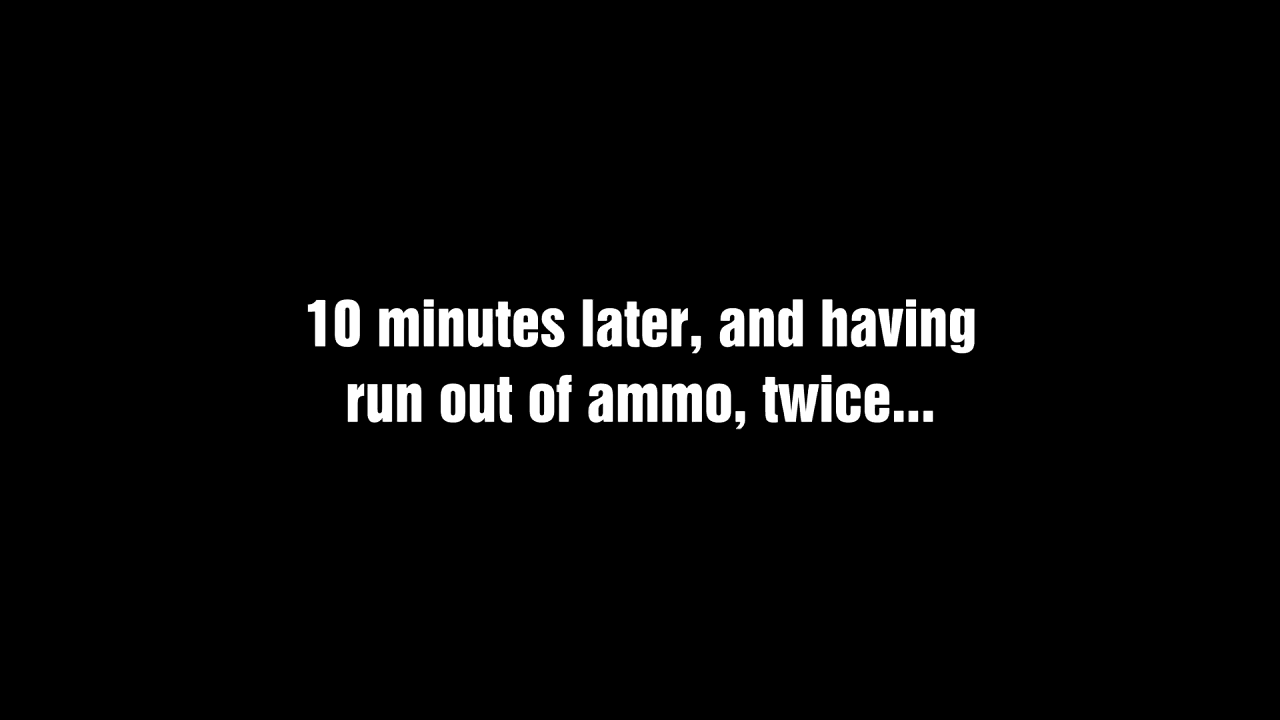 10 minutes later, and having
run out of ammo, twice...